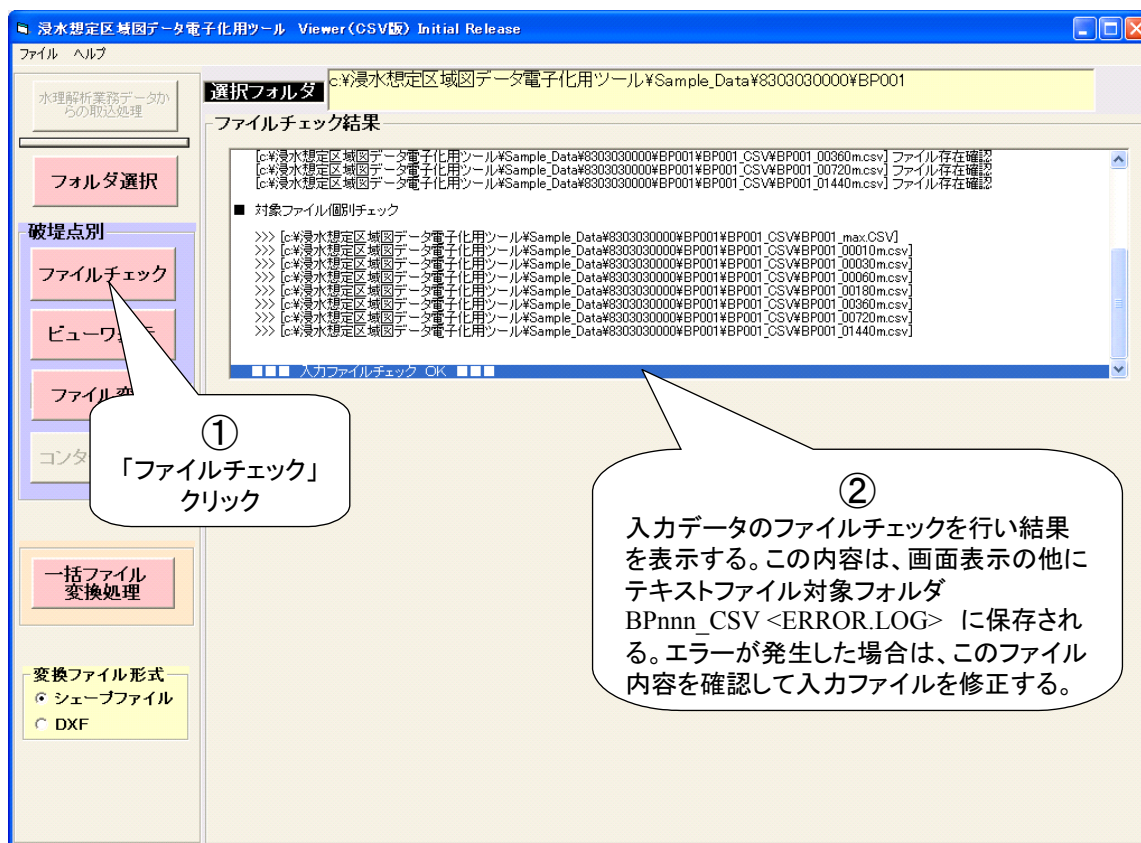 浸水想定区域図データ電子化用ツール Viewer(CSV版) Initial Release
ファイル ヘルプ
水理解析業務データか
らの取込処理
選択フォルダ
c:¥浸水想定区域図データ電子化用ツール¥Sample_Data¥8303030000¥BP001
ファイルチェック結果
[c:¥浸水想定区域図データ電子化用ツール¥Sample_Data¥8303030000¥BP001¥BP001_CSV¥BP001_00360m.csv] ファイル存在確認
[c:¥浸水想定区域図データ電子化用ツール¥Sample_Data¥8303030000¥BP001¥BP001_CSV¥BP001_00720m.csv] ファイル存在確認
[c:¥浸水想定区域図データ電子化用ツール¥Sample_Data¥8303030000¥BP001¥BP001_CSV¥BP001_01440m.csv] ファイル存在確認
■ 対象ファイル個別チェック
>>> [c:¥浸水想定区域図データ電子化用ツール¥Sample_Data¥8303030000¥BP001¥BP001_CSV¥BP001_max.CSV]
>>> [c:¥浸水想定区域図データ電子化用ツール¥Sample_Data¥8303030000¥BP001¥BP001_CSV¥BP001_00010m.csv]
>>> [c:¥浸水想定区域図データ電子化用ツール¥Sample_Data¥8303030000¥BP001¥BP001_CSV¥BP001_00030m.csv]
>>> [c:¥浸水想定区域図データ電子化用ツール¥Sample_Data¥8303030000¥BP001¥BP001_CSV¥BP001_00060m.csv]
>>> [c:¥浸水想定区域図データ電子化用ツール¥Sample_Data¥8303030000¥BP001¥BP001_CSV¥BP001_00180m.csv]
>>> [c:¥浸水想定区域図データ電子化用ツール¥Sample_Data¥8303030000¥BP001¥BP001_CSV¥BP001_00360m.csv]
>>> [c:¥浸水想定区域図データ電子化用ツール¥Sample_Data¥8303030000¥BP001¥BP001_CSV¥BP001_00720m.csv]
>>> [c:¥浸水想定区域図データ電子化用ツール¥Sample_Data¥8303030000¥BP001¥BP001_CSV¥BP001_01440m.csv]
■■■ 入力ファイルチェック OK ■■■
フォルダ選択
破堤点別
ファイルチェック
ビューワ
ファイル変
コンタ
①
「ファイルチェック」
クリック
②
入力データのファイルチェックを行い結果
を表示する。この内容は、画面表示の他に
テキストファイル対象フォルダ
BPnnn_CSV <ERROR.LOG> に保存され
る。エラーが発生した場合は、このファイル
内容を確認して入力ファイルを修正する。
一括ファイル
変換処理
変換ファイル形式
シェープファイル
DXF